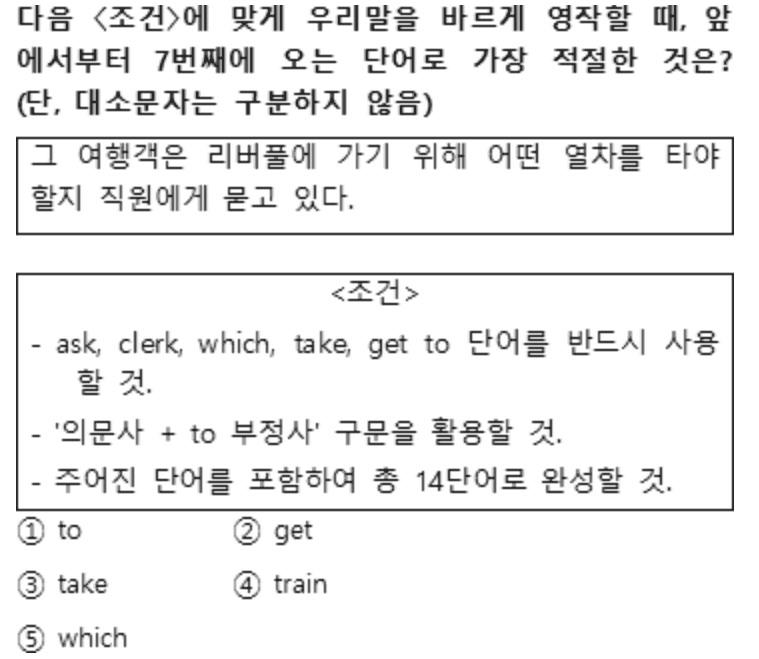 다음 <조건>에 맞게 우리말을 바르게 영작할 때, 앞
에서부터 7번째에 오는 단어로 가장 적절한 것은?
(단, 대소문자는 구분하지 않음)
그 여행객은 리버풀에 가기 위해 어떤 열차를 타야
할지 직원에게 묻고 있다.
<조건>
- ask, clerk, which, take, get to 단어를 반드시 사용
할 것.
- '의문사 + to 부정사' 구문을 활용할 것.
- 주어진 단어를 포함하여 총 14단어로 완성할 것.
① to ② get
③ take ④ train
⑤ which